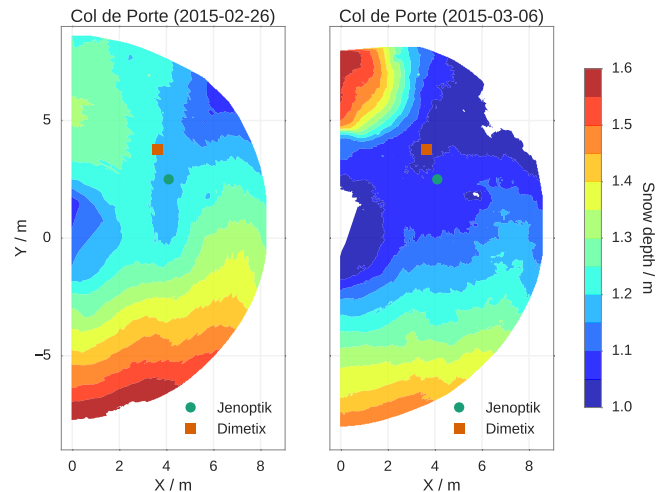 Col de Porte (2015-02-26)
Col de Porte (2015-03-06)
5
0
−5
Y / m
Jenoptik
Dimetix
Jenoptik
Dimetix
0 2 4 6 8
0 2 4 6 8
X / m
X / m
1.6
1.5
1.4
1.3
1.2
1.1
1.0
Snow depth / m